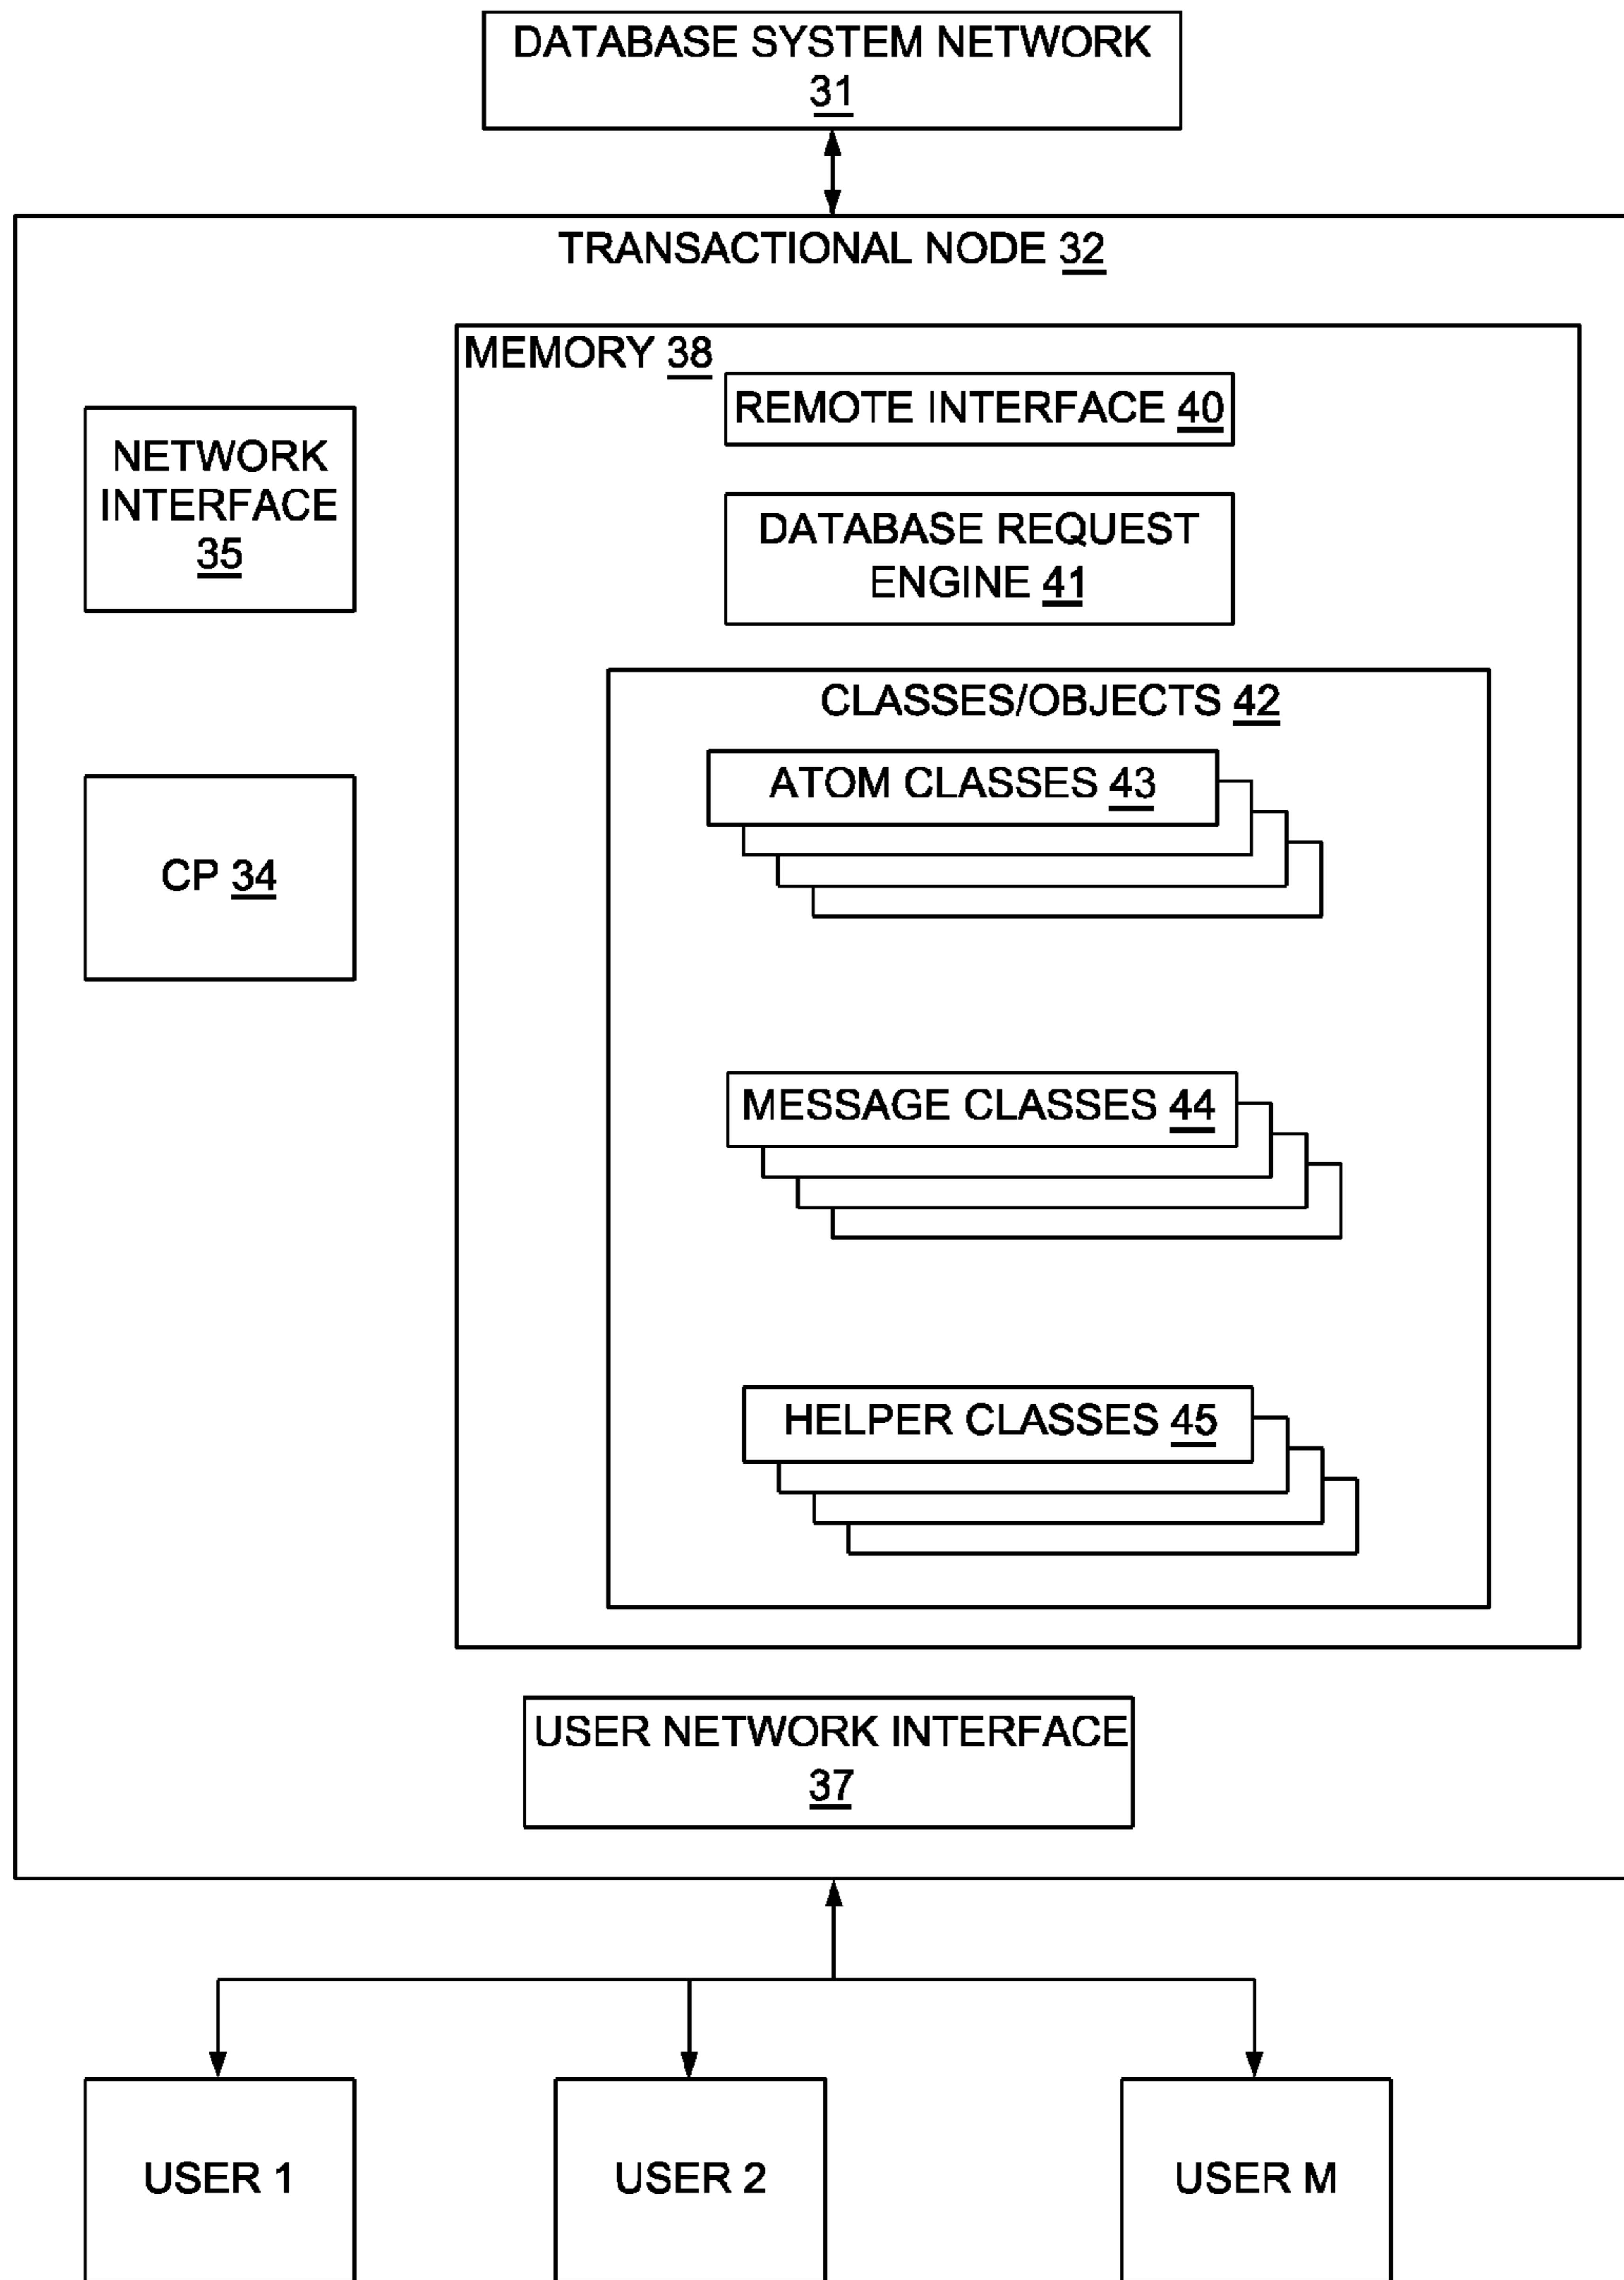 DATABASE SYSTEM NETWORK
31
TRANSACTIONAL NODE 32
MEMORY 38
REMOTE INTERFACE 40
NETWORK
INTERFACE
35
DATABASE REQUEST
ENGINE 41
CLASSES/OBJECTS 42
ATOM CLASSES 43
CP 34
MESSAGE CLASSES 44
HELPER CLASSES 45
USER NETWORK INTERFACE
37
USER 1
USER 2
USER M